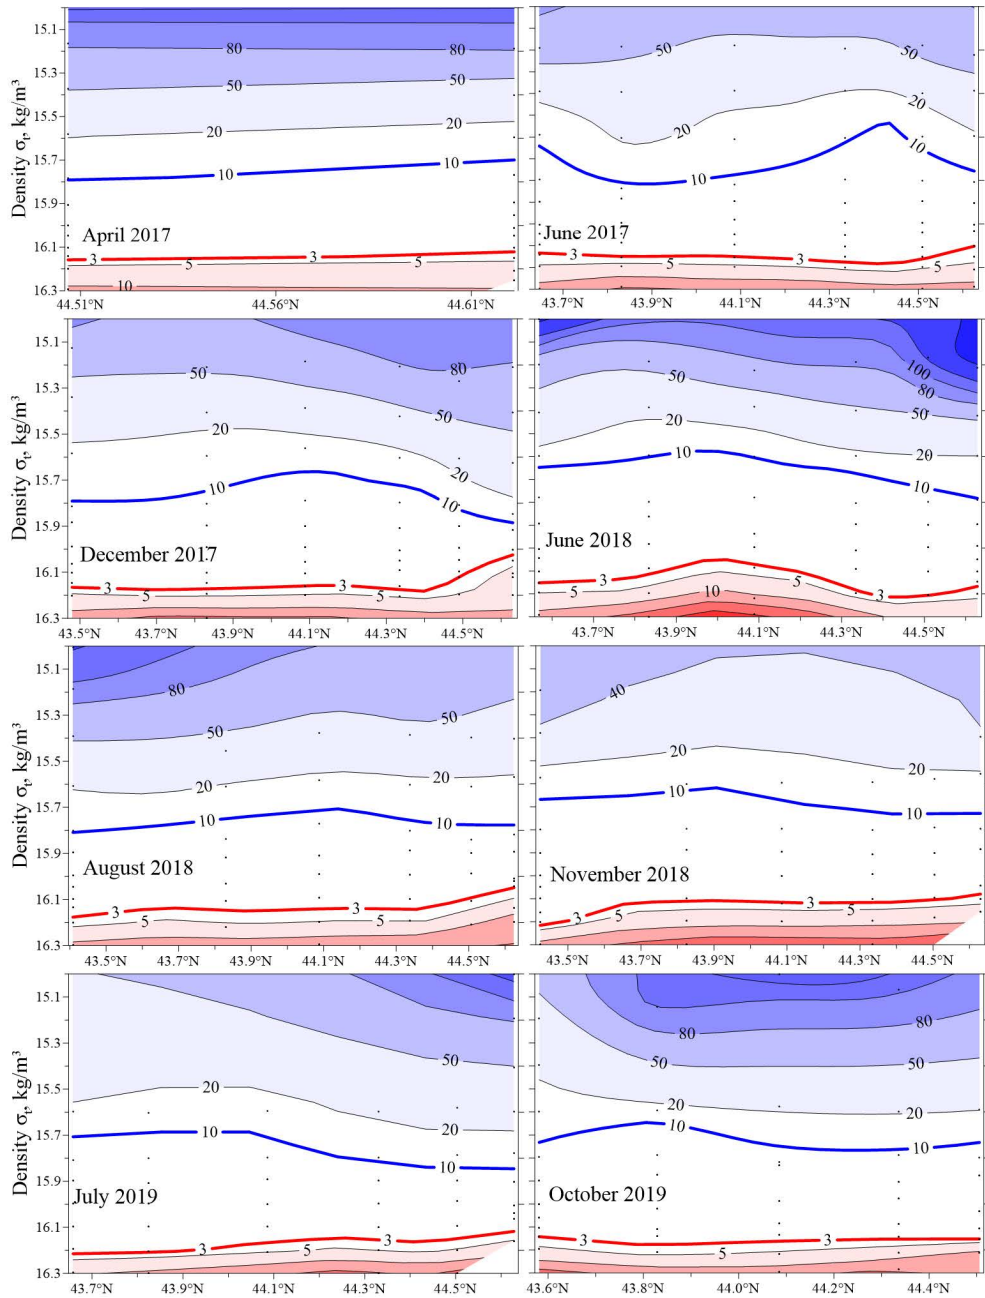 Density σt, kg/m³
15.1
15.3
15.5
15.7
15.9
16.1
16.3
80
80
50
50
20
20
10
10
3
3
5
5
10
April 2017
44.51°N
44.56°N
44.61°N
50
50
20
20
10
10
3
3
5
June 2017
43.7°N
43.9°N
44.1°N
44.3°N
44.5°N
Density σt, kg/m³
15.1
15.3
15.5
15.7
15.9
16.1
16.3
80
50
50
20
20
10
10
3
3
5
December 2017
43.5°N
43.7°N
43.9°N
44.1°N
44.3°N
44.5°N
100
80
50
50
20
20
10
10
3
5
10
June 2018
43.7°N
43.9°N
44.1°N
44.3°N
44.5°N
Density σt, kg/m³
15.1
15.3
15.5
15.7
15.9
16.1
16.3
80
50
50
20
20
10
10
3
3
5
5
August 2018
43.5°N
43.7°N
43.9°N
44.1°N
44.3°N
44.5°N
40
20
20
10
10
3
3
5
5
November 2018
43.5°N
43.7°N
43.9°N
44.1°N
44.3°N
44.5°N
Density σt, kg/m³
15.1
15.3
15.5
15.7
15.9
16.1
16.3
80
50
20
20
10
10
3
3
5
July 2019
43.7°N
43.9°N
44.1°N
44.3°N
44.5°N
80
80
50
50
20
20
10
10
3
3
5
October 2019
43.6°N
43.8°N
44.0°N
44.2°N
44.4°N